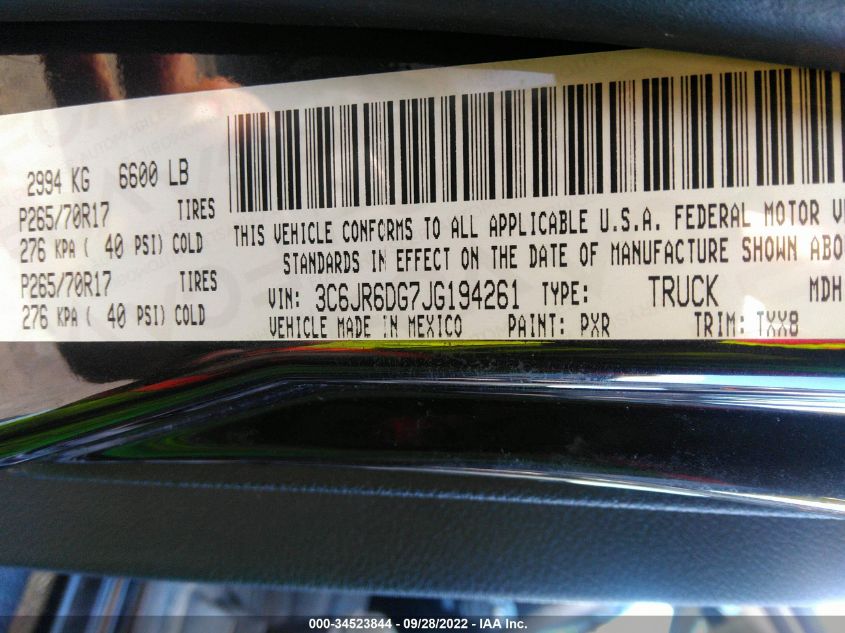 2994 KG 6600 LB
P265/70R17 TIRES
276 KPA ( 40 PSI) COLD
P265/70R17 TIRES
276 KPA ( 40 PSI) COLD
THIS VEHICLE CONFORMS TO ALL APPLICABLE U.S.A. FEDERAL MOTOR
STANDARDS IN EFFECT ON THE DATE OF MANUFACTURE SHOWN
VIN: 3C6JR6DG7JG194261 TYPE: TRUCK MDH
VEHICLE MADE IN MEXICO PAINT: PXR TRIM: TXX8
000-34523844 - 09/28/2022 - IAA Inc.